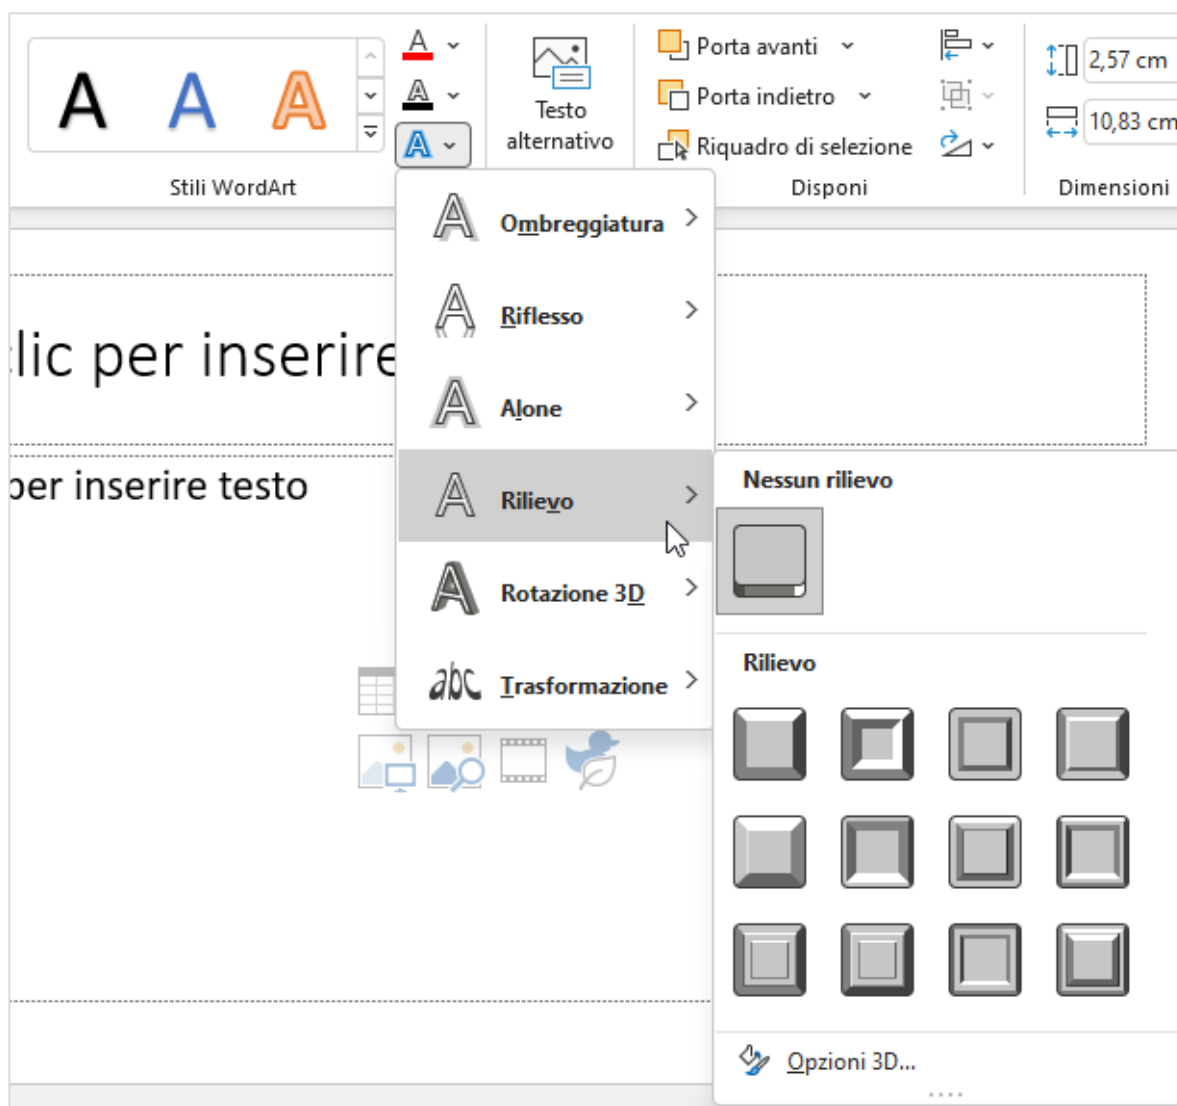 A A A
A
A
A
Stili WordArt
Testo
alternativo
Porta avanti
Porta indietro
Riquadro di selezione
Disponi
2,57 cm
10,83 cm
Dimensioni
A Ombreggiatura
A Riflesso
A Alone
A Rilievo
A Rotazione 3D
abc Trasformazione
clic per inserire
per inserire testo
Nessun rilievo
Rilievo
Opzioni 3D...